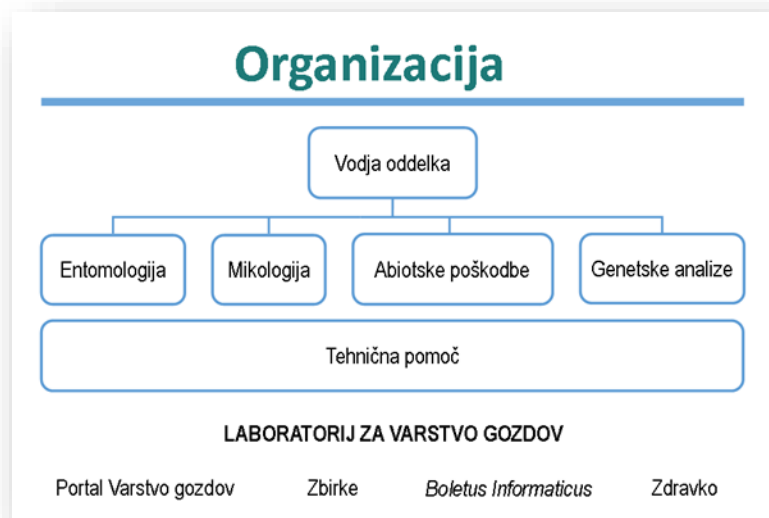 Organizacija
Vodja oddelka
Entomologija
Mikologija
Abiotske poškodbe
Genetske analize
Tehnična pomoč
LABORATORIJ ZA VARSTVO GOZDOV
Portal Varstvo gozdov
Zbirke
Boletus Informaticus
Zdravko